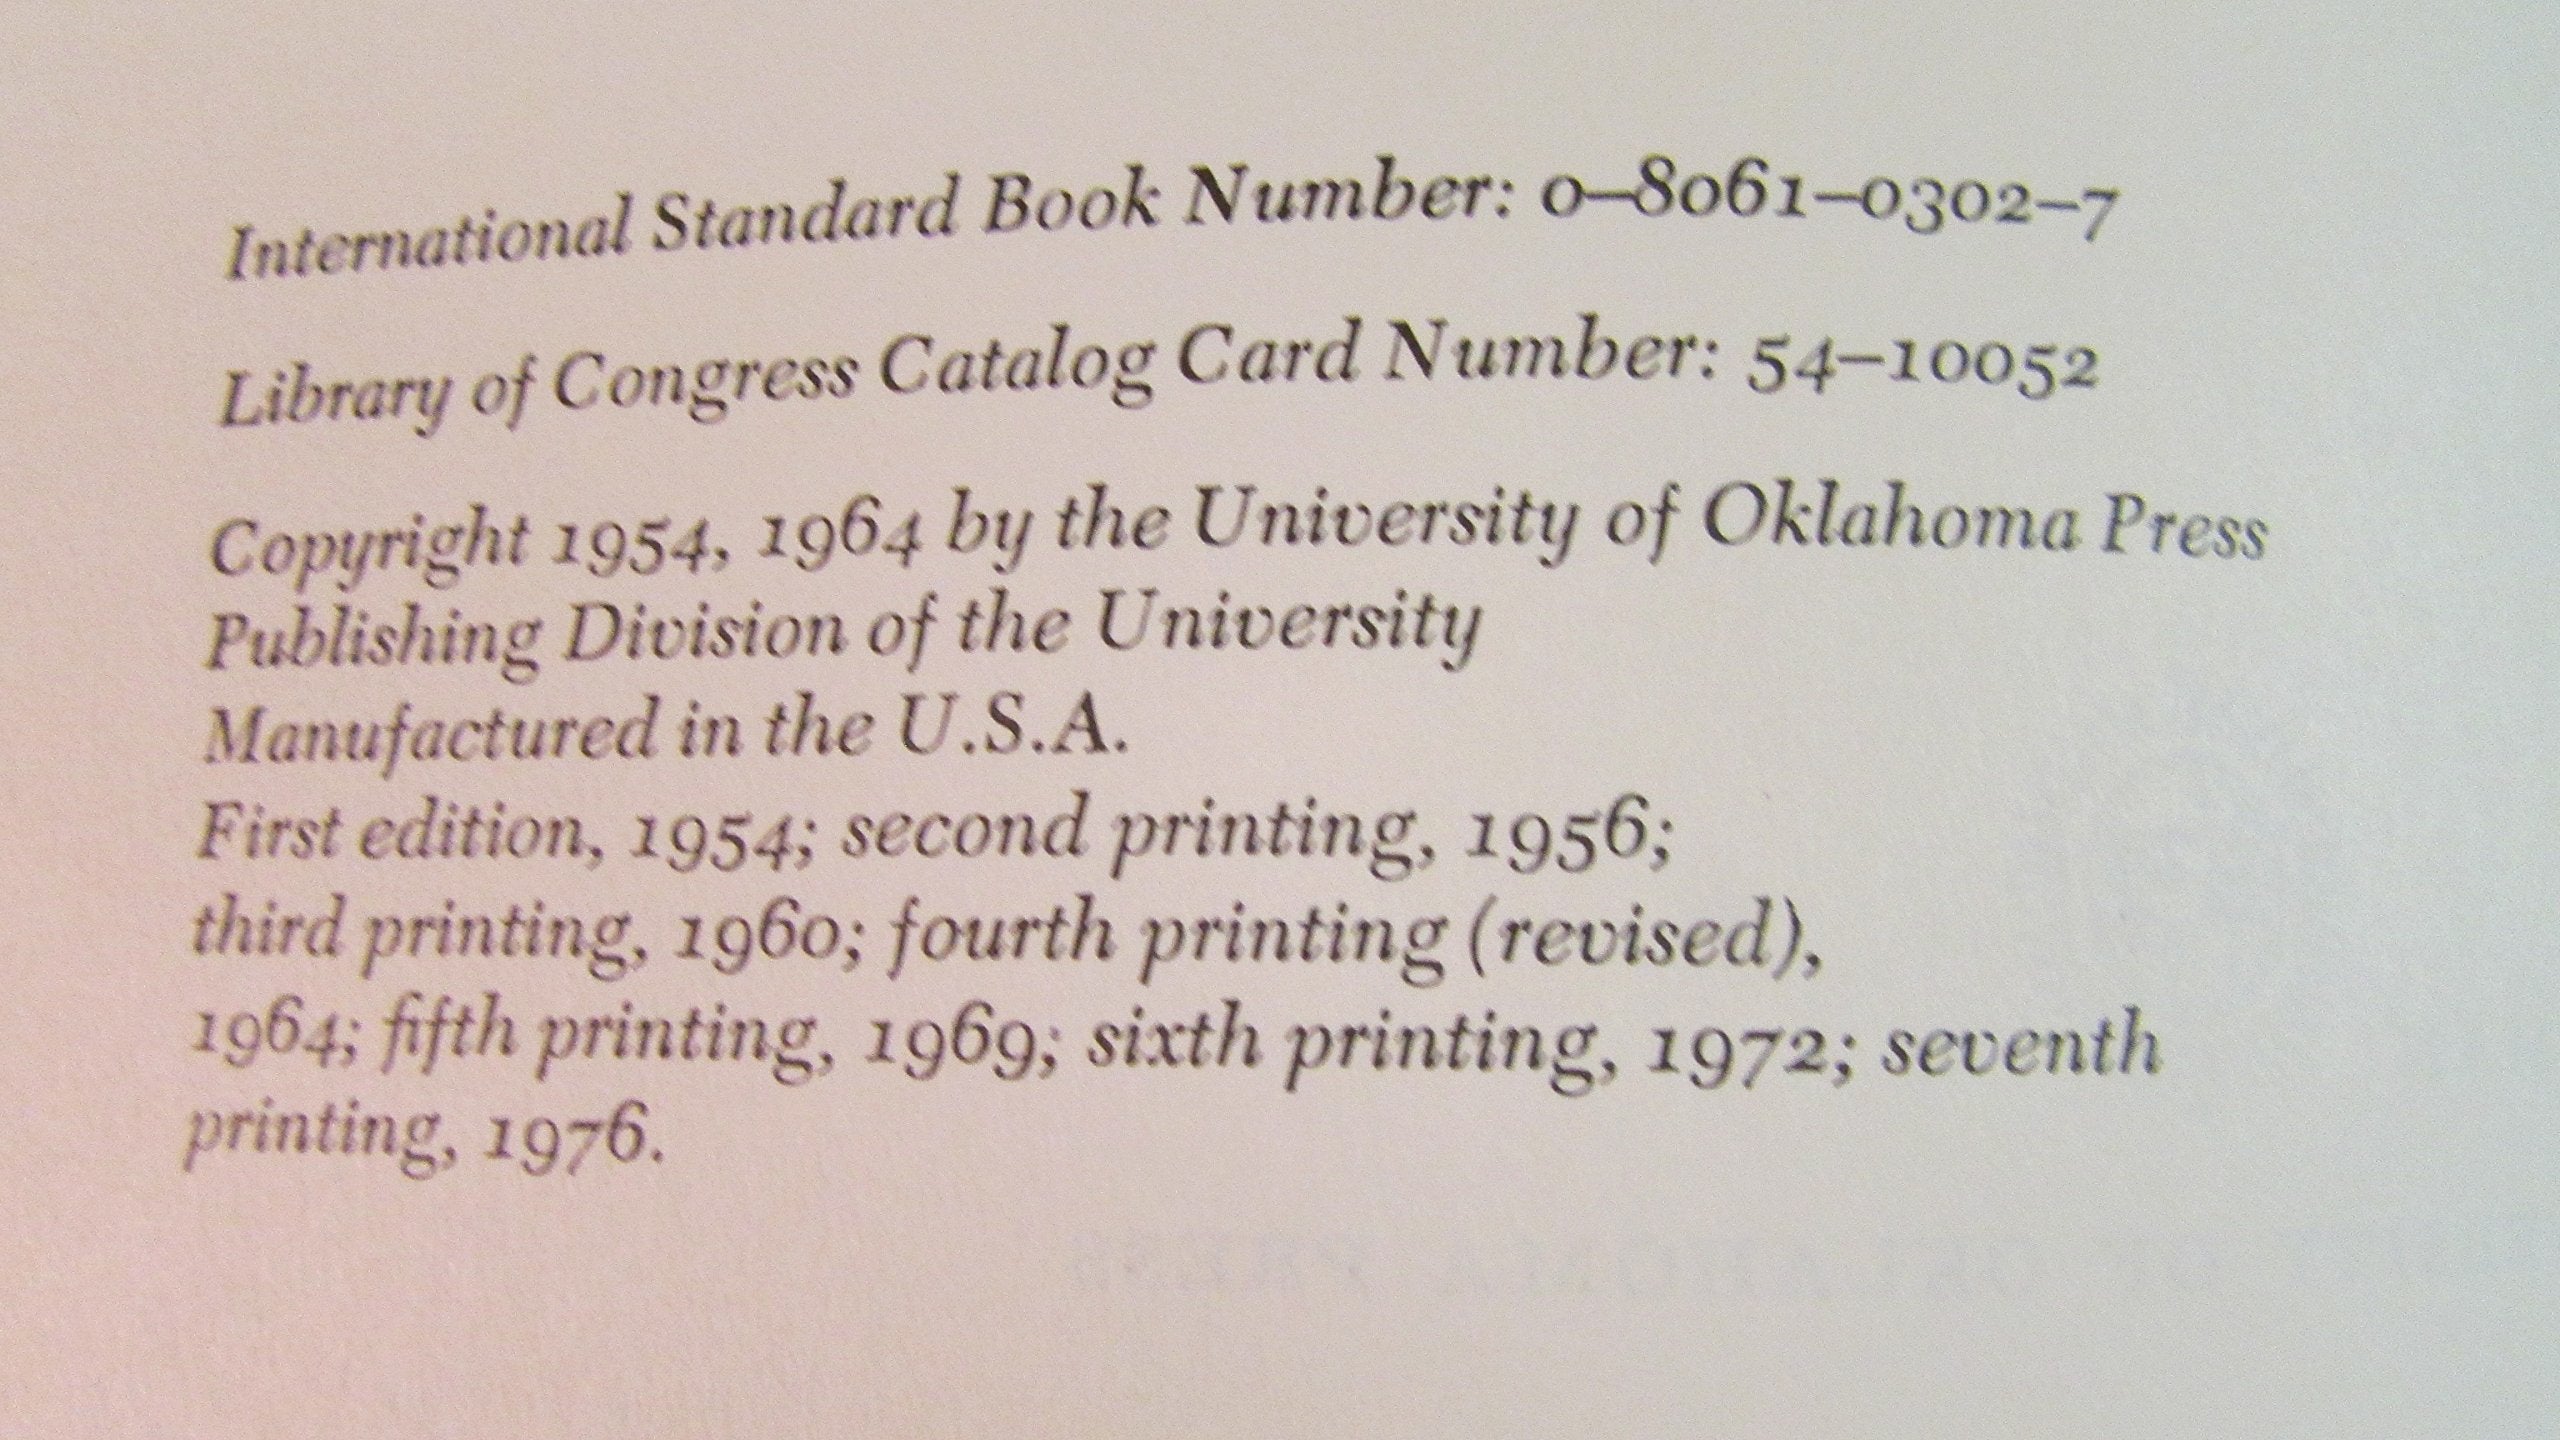 International Standard Book Number: 0–8061–0302–7
Library of Congress Catalog Card Number: 54–10052
Copyright 1954, 1964 by the University of Oklahoma Press
Publishing Division of the University
Manufactured in the U.S.A.
First edition, 1954; second printing, 1956;
third printing, 1960; fourth printing (revised),
1964; fifth printing, 1969; sixth printing, 1972; seventh
printing, 1976.